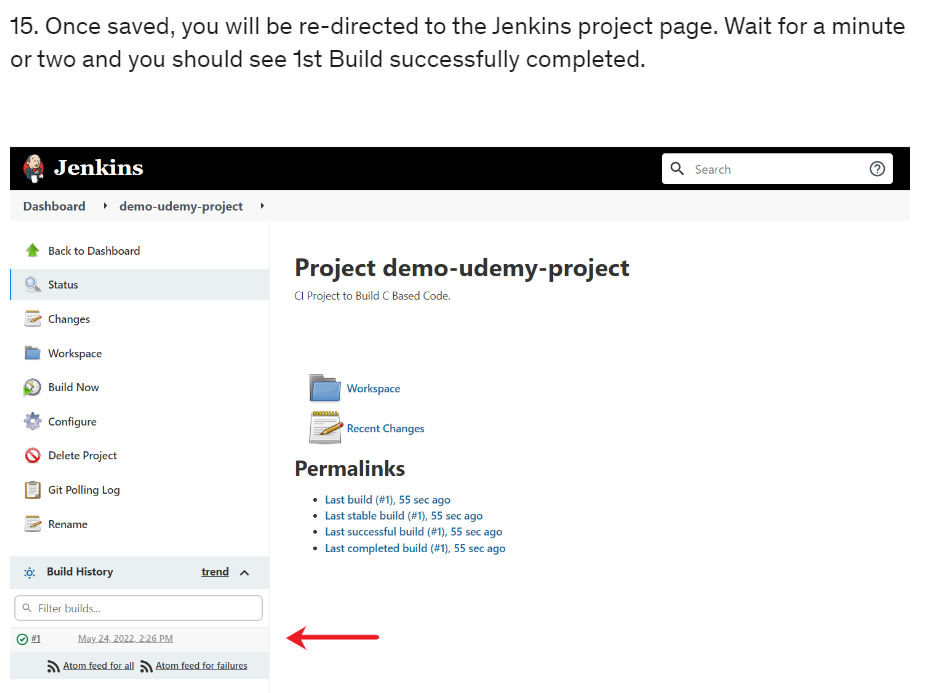 15. Once saved, you will be re-directed to the Jenkins project page. Wait for a minute
or two and you should see 1st Build successfully completed.
Jenkins
Search
Dashboard
demo-udemy-project
Back to Dashboard
Status
Changes
Workspace
Build Now
Configure
Delete Project
Git Polling Log
Rename
Build History trend
Filter builds...
#1 May 24, 2022, 2:26 PM
Atom feed for all Atom feed for failures
Project demo-udemy-project
CI Project to Build C Based Code.
Workspace
Recent Changes
Permalinks
Last build (#1), 55 sec ago
Last stable build (#1), 55 sec ago
Last successful build (#1), 55 sec ago
Last completed build (#1), 55 sec ago